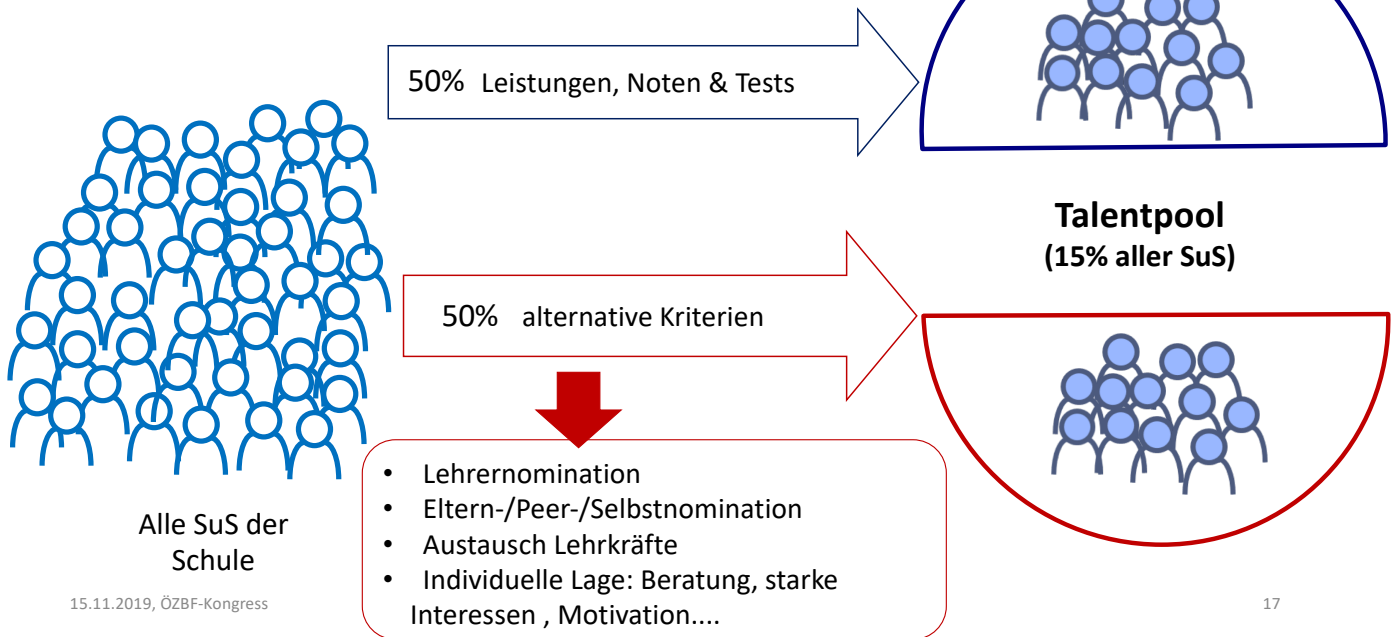 50% Leistungen, Noten & Tests
Talentpool
(15% aller SuS)
50% alternative Kriterien
• Lehrernomination
• Eltern-/Peer-/Selbstnomination
• Austausch Lehrkräfte
• Individuelle Lage: Beratung, starke
Interessen , Motivation....
Alle SuS der
Schule
15.11.2019, ÖZBF-Kongress
17